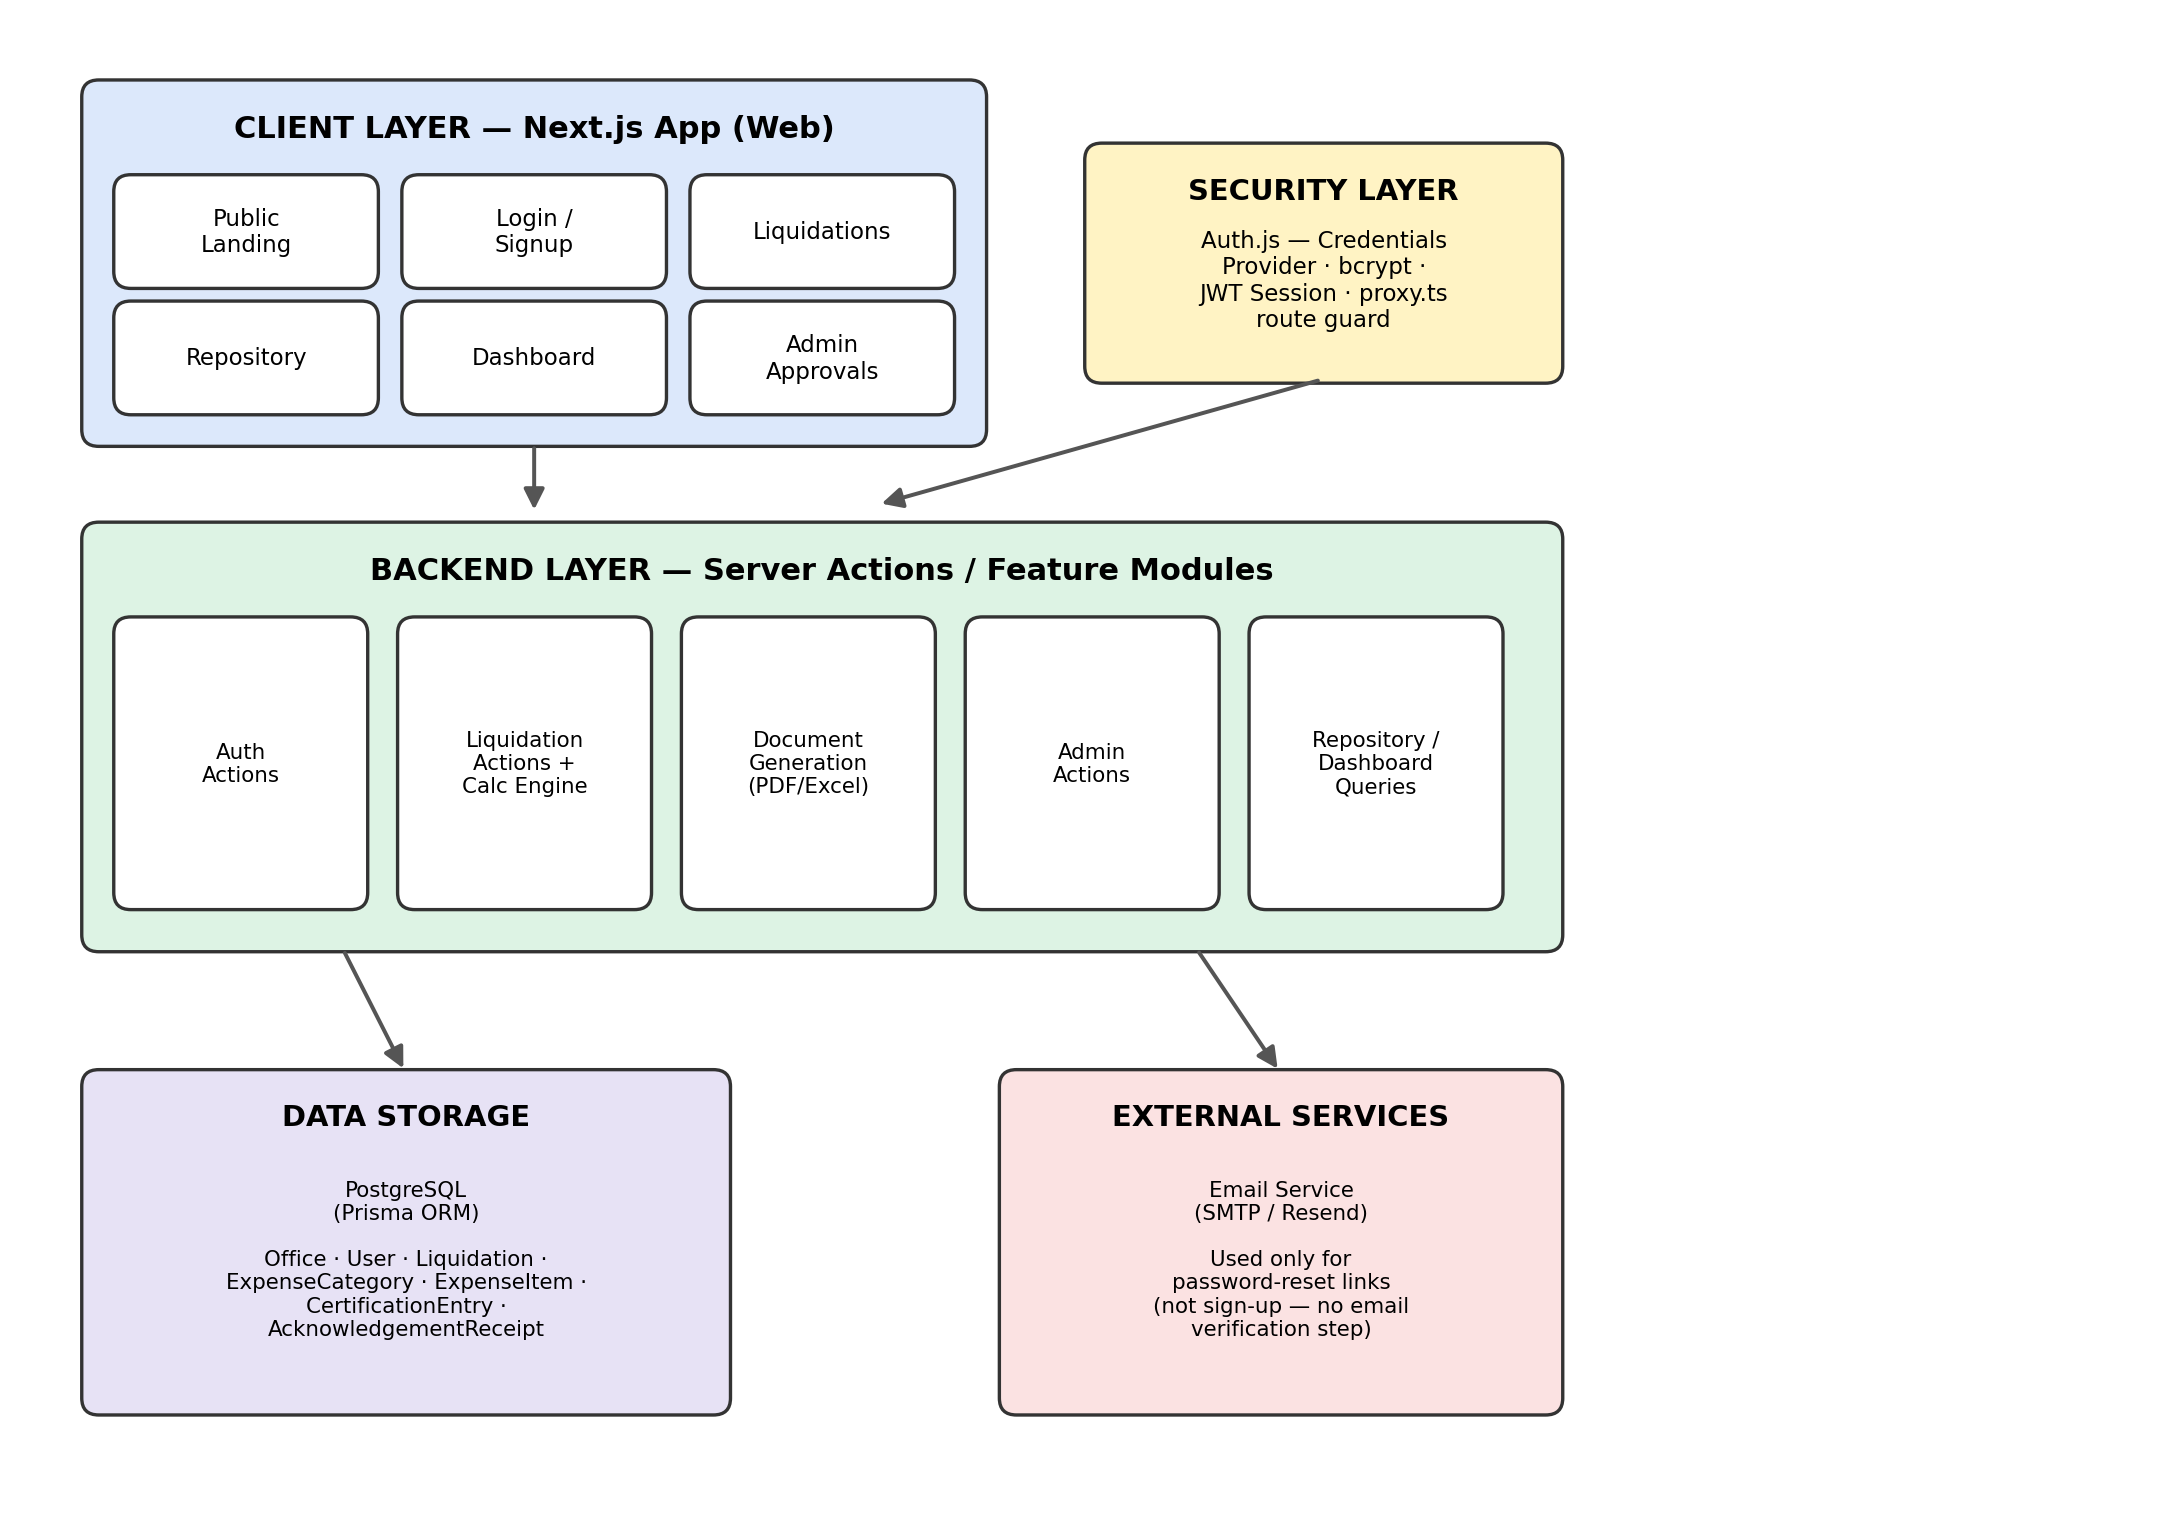 CLIENT LAYER — Next.js App (Web)
Public
Landing
Login /
Signup
Liquidations
Repository
Dashboard
Admin
Approvals
SECURITY LAYER
Auth.js — Credentials
Provider · bcrypt ·
JWT Session · proxy.ts
route guard
BACKEND LAYER — Server Actions / Feature Modules
Auth
Actions
Liquidation
Actions +
Calc Engine
Document
Generation
(PDF/Excel)
Admin
Actions
Repository /
Dashboard
Queries
DATA STORAGE
PostgreSQL
(Prisma ORM)
Office · User · Liquidation ·
ExpenseCategory · ExpenseItem ·
CertificationEntry ·
AcknowledgementReceipt
EXTERNAL SERVICES
Email Service
(SMTP / Resend)
Used only for
password-reset links
(not sign-up — no email
verification step)